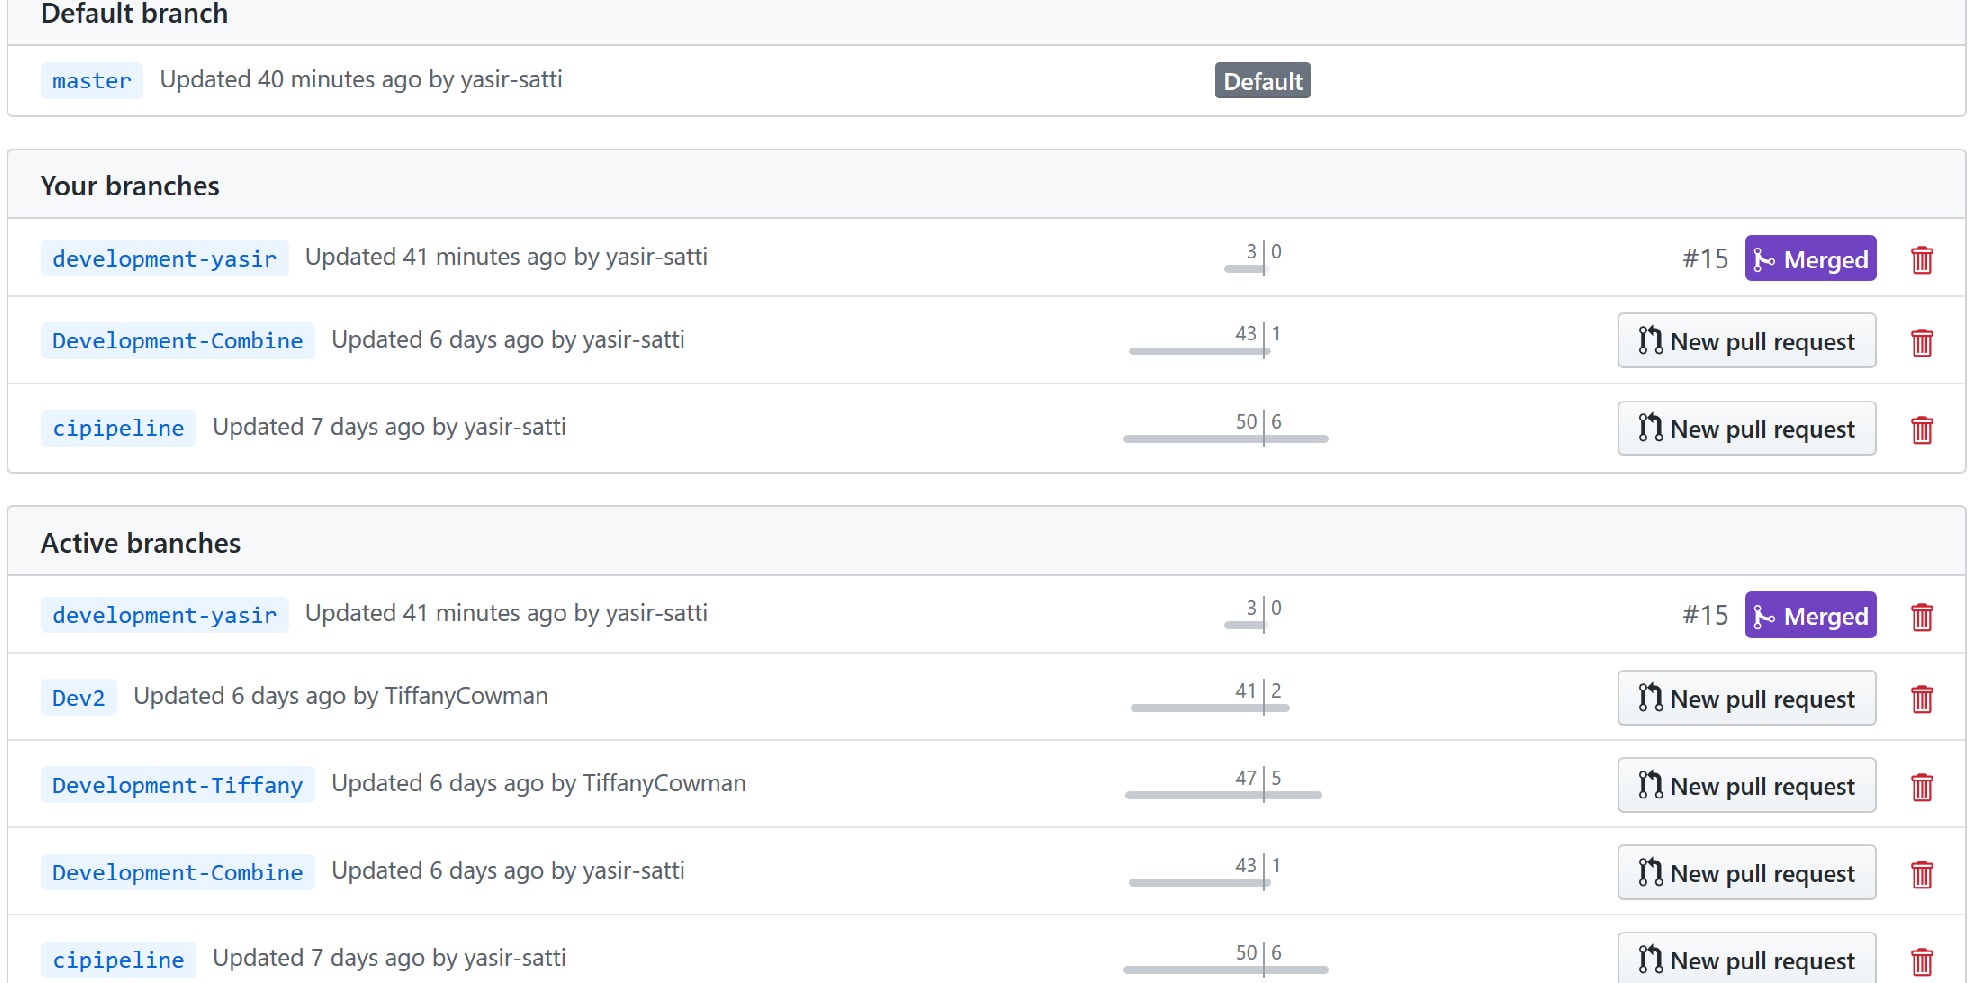 Default branch
master Updated 40 minutes ago by yasir-satti Default
Your branches
development-yasir Updated 41 minutes ago by yasir-satti 3 0 #15 Merged
Development-Combine Updated 6 days ago by yasir-satti 43 1 New pull request
cipipeline Updated 7 days ago by yasir-satti 50 6 New pull request
Active branches
development-yasir Updated 41 minutes ago by yasir-satti 3 0 #15 Merged
Dev2 Updated 6 days ago by TiffanyCowman 41 2 New pull request
Development-Tiffany Updated 6 days ago by TiffanyCowman 47 5 New pull request
Development-Combine Updated 6 days ago by yasir-satti 43 1 New pull request
cipipeline Updated 7 days ago by yasir-satti 50 6 New pull request